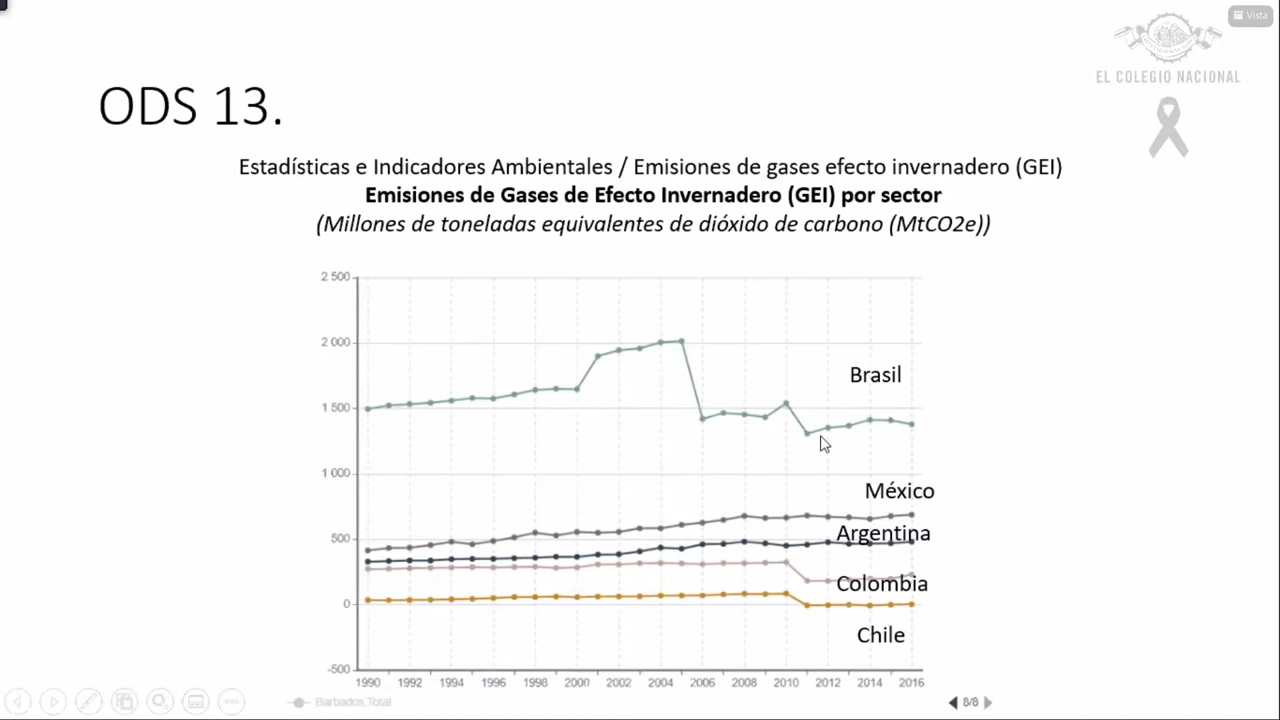 Vista
EL COLEGIO NACIONAL
ODS 13.
Estadísticas e Indicadores Ambientales / Emisiones de gases efecto invernadero (GEI)
Emisiones de Gases de Efecto Invernadero (GEI) por sector
(Millones de toneladas equivalentes de dióxido de carbono (MtCO2e))
2 500
2 000
Brasil
1 500
1 000
México
Argentina
500
Colombia
0
Chile
-500
1990 1992 1994 1996 1998 2000 2002 2004 2006 2008 2010 2012 2014 2016
Barbados,Total
8/8